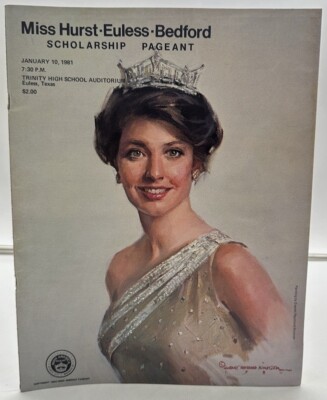 Miss Hurst·Euless·Bedford
SCHOLARSHIP PAGEANT
JANUARY 10, 1981
7:30 P.M.
TRINITY HIGH SCHOOL AUDITORIUM
Euless, Texas
$2.00